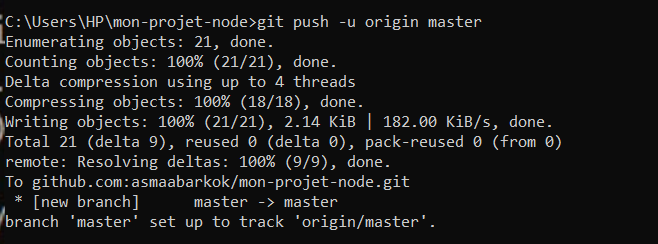 C:\Users\HP\mon-projet-node>git push -u origin master
Enumerating objects: 21, done.
Counting objects: 100% (21/21), done.
Delta compression using up to 4 threads
Compressing objects: 100% (18/18), done.
Writing objects: 100% (21/21), 2.14 KiB | 182.00 KiB/s, done.
Total 21 (delta 9), reused 0 (delta 0), pack-reused 0 (from 0)
remote: Resolving deltas: 100% (9/9), done.
To github.com:asmaabarkok/mon-projet-node.git
 * [new branch]      master -> master
branch 'master' set up to track 'origin/master'.